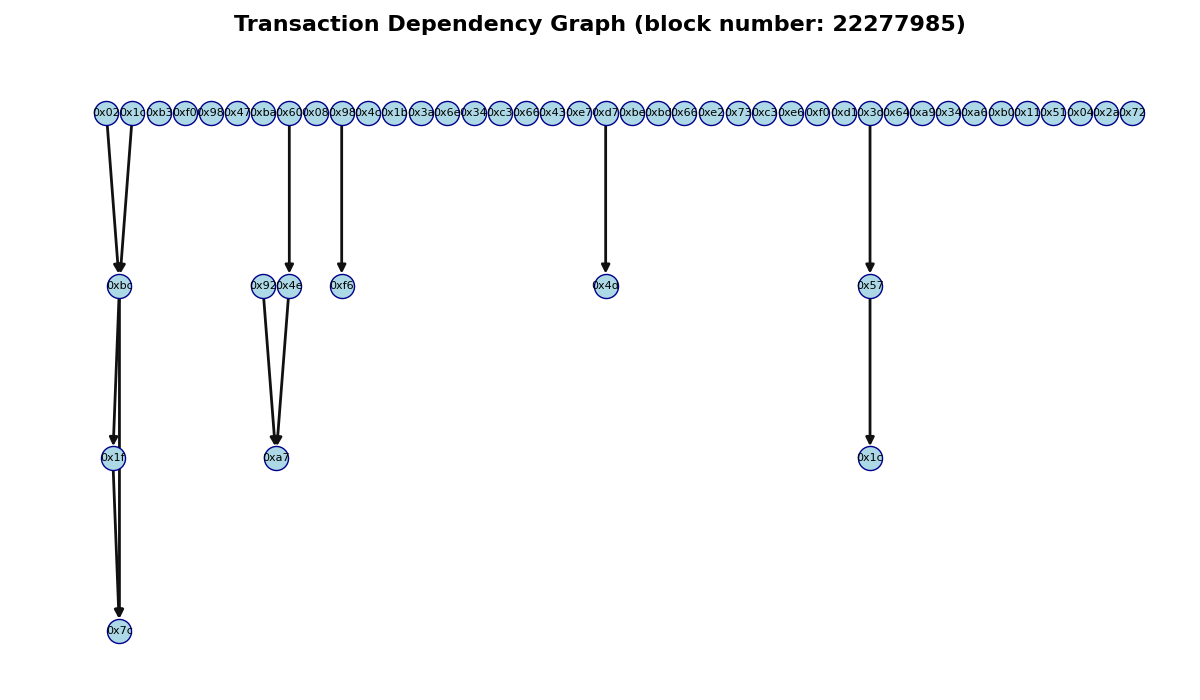 Transaction Dependency Graph (block number: 22277985)
0x02 0x1c 0xb3 0xf0 0x98 0x47 0xba 0x60 0x08 0x98 0x4c 0x1b 0x3a 0x6e 0x34 0xc3 0x66 0x43 0xe7 0xd7 0xbe 0xbd 0x66 0xe2 0x73 0xc3 0xe6 0xf0 0xd1 0x3d 0x64 0xa9 0x34 0xa6 0xb0 0x11 0x51 0x04 0x2a 0x72
0xbc 0x92 0x4e 0xf6 0x4d 0x57
0x1f 0xa7 0x1c
0x7c